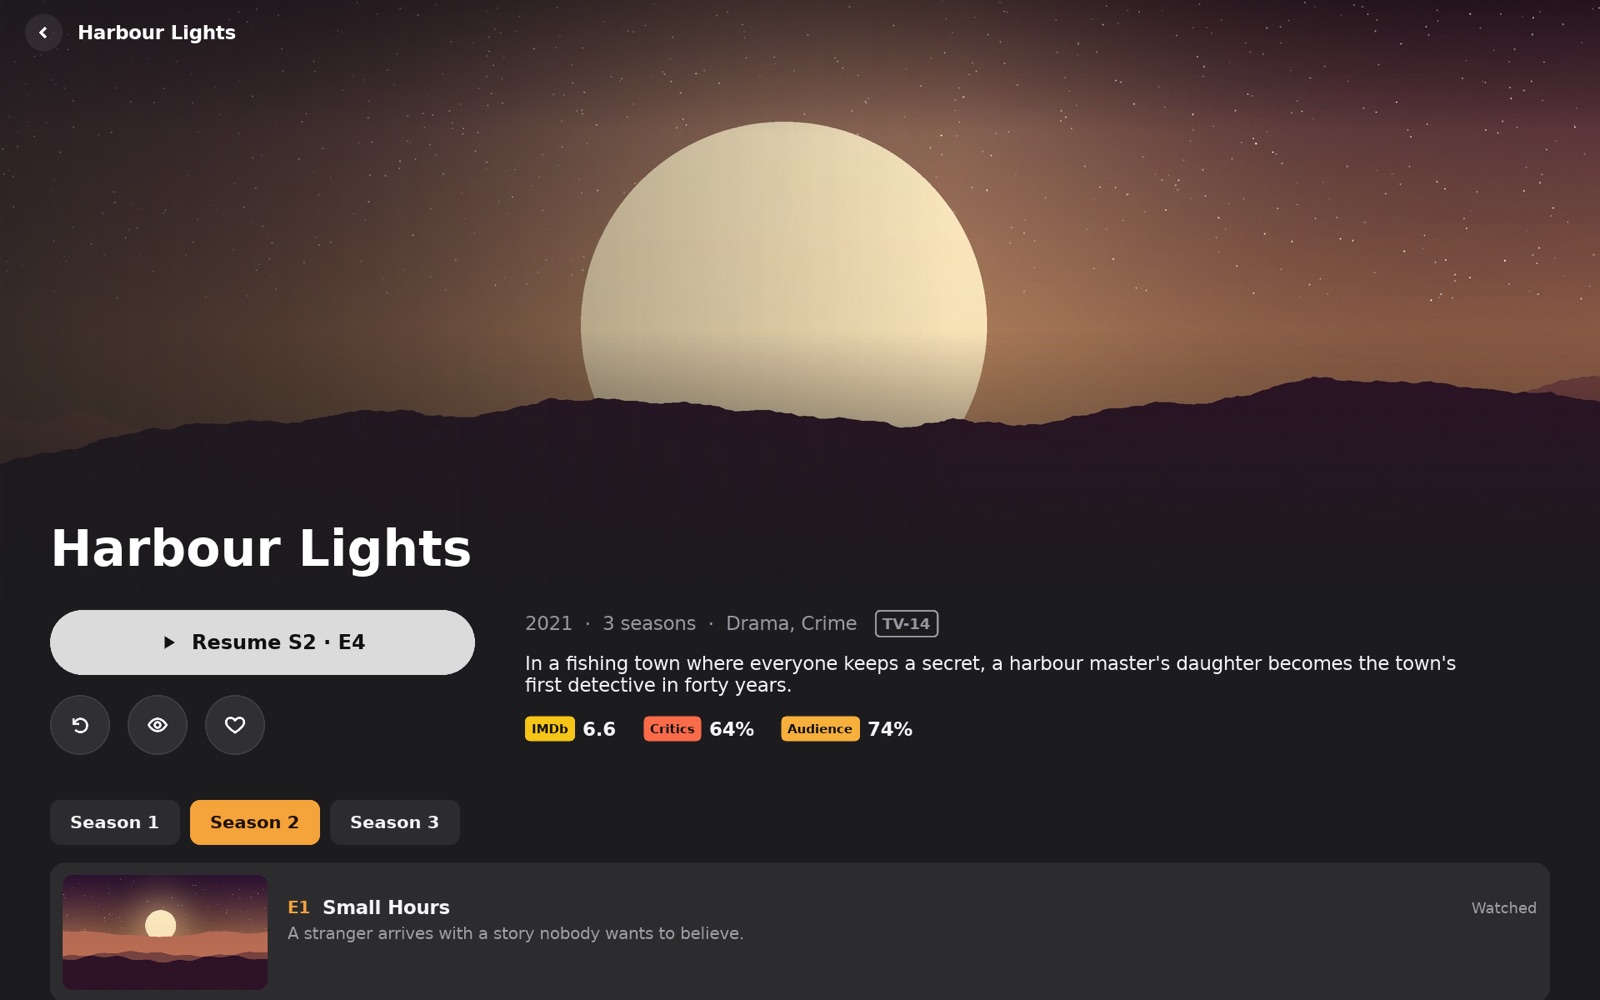 Harbour Lights
Harbour Lights
Resume S2 · E4
2021 · 3 seasons · Drama, Crime TV-14
In a fishing town where everyone keeps a secret, a harbour master's daughter becomes the town's
first detective in forty years.
IMDb 6.6 Critics 64% Audience 74%
Season 1 Season 2 Season 3
E1 Small Hours
Watched
A stranger arrives with a story nobody wants to believe.